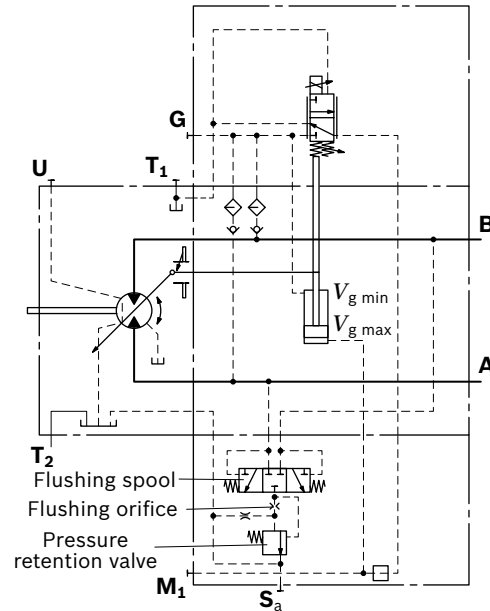 G
U
T1
B
Vg min
Vg max
A
T2
Flushing spool
Flushing orifice
Pressure
retention valve
M1
Sa